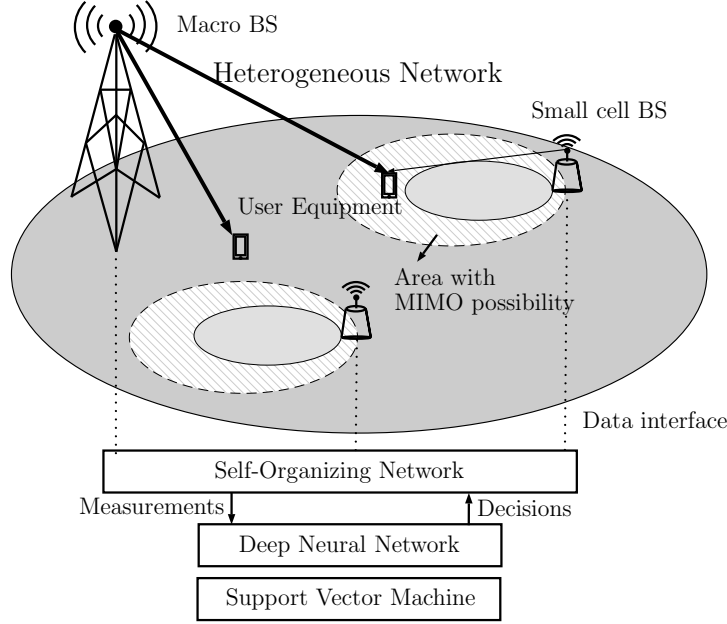 Macro BS
Heterogeneous Network
Small cell BS
User Equipment
Area with
MIMO possibility
Data interface
Self-Organizing Network
Measurements
Decisions
Deep Neural Network
Support Vector Machine